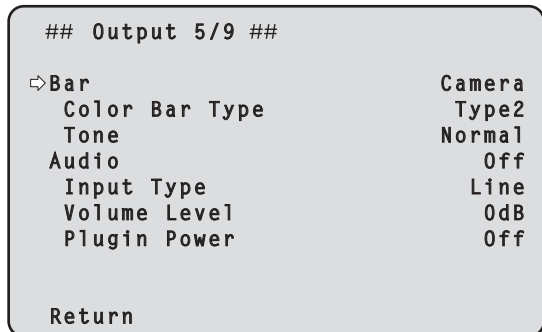 ## Output 5/9 ##
⇨Bar Camera
Color Bar Type Type2
Tone Normal
Audio Off
Input Type Line
Volume Level 0dB
Plugin Power Off
Return